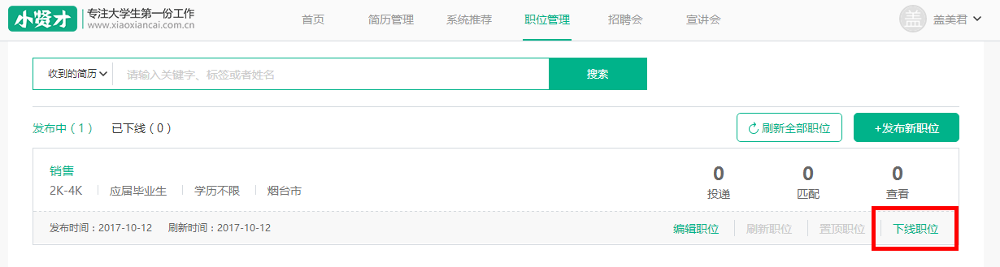 小贤才 专注大学生第一份工作
www.xiaoxiancai.com.cn
首页 简历管理 系统推荐 职位管理 招聘会 宣讲会 盖 盖美君
收到的简历 请输入关键字、标签或者姓名 搜索
发布中（1） 已下线（0） 刷新全部职位 +发布新职位
销售
2K-4K 应届毕业生 学历不限 烟台市
0 0 0
投递 匹配 查看
发布时间：2017-10-12 刷新时间：2017-10-12 编辑职位 刷新职位 置顶职位 下线职位